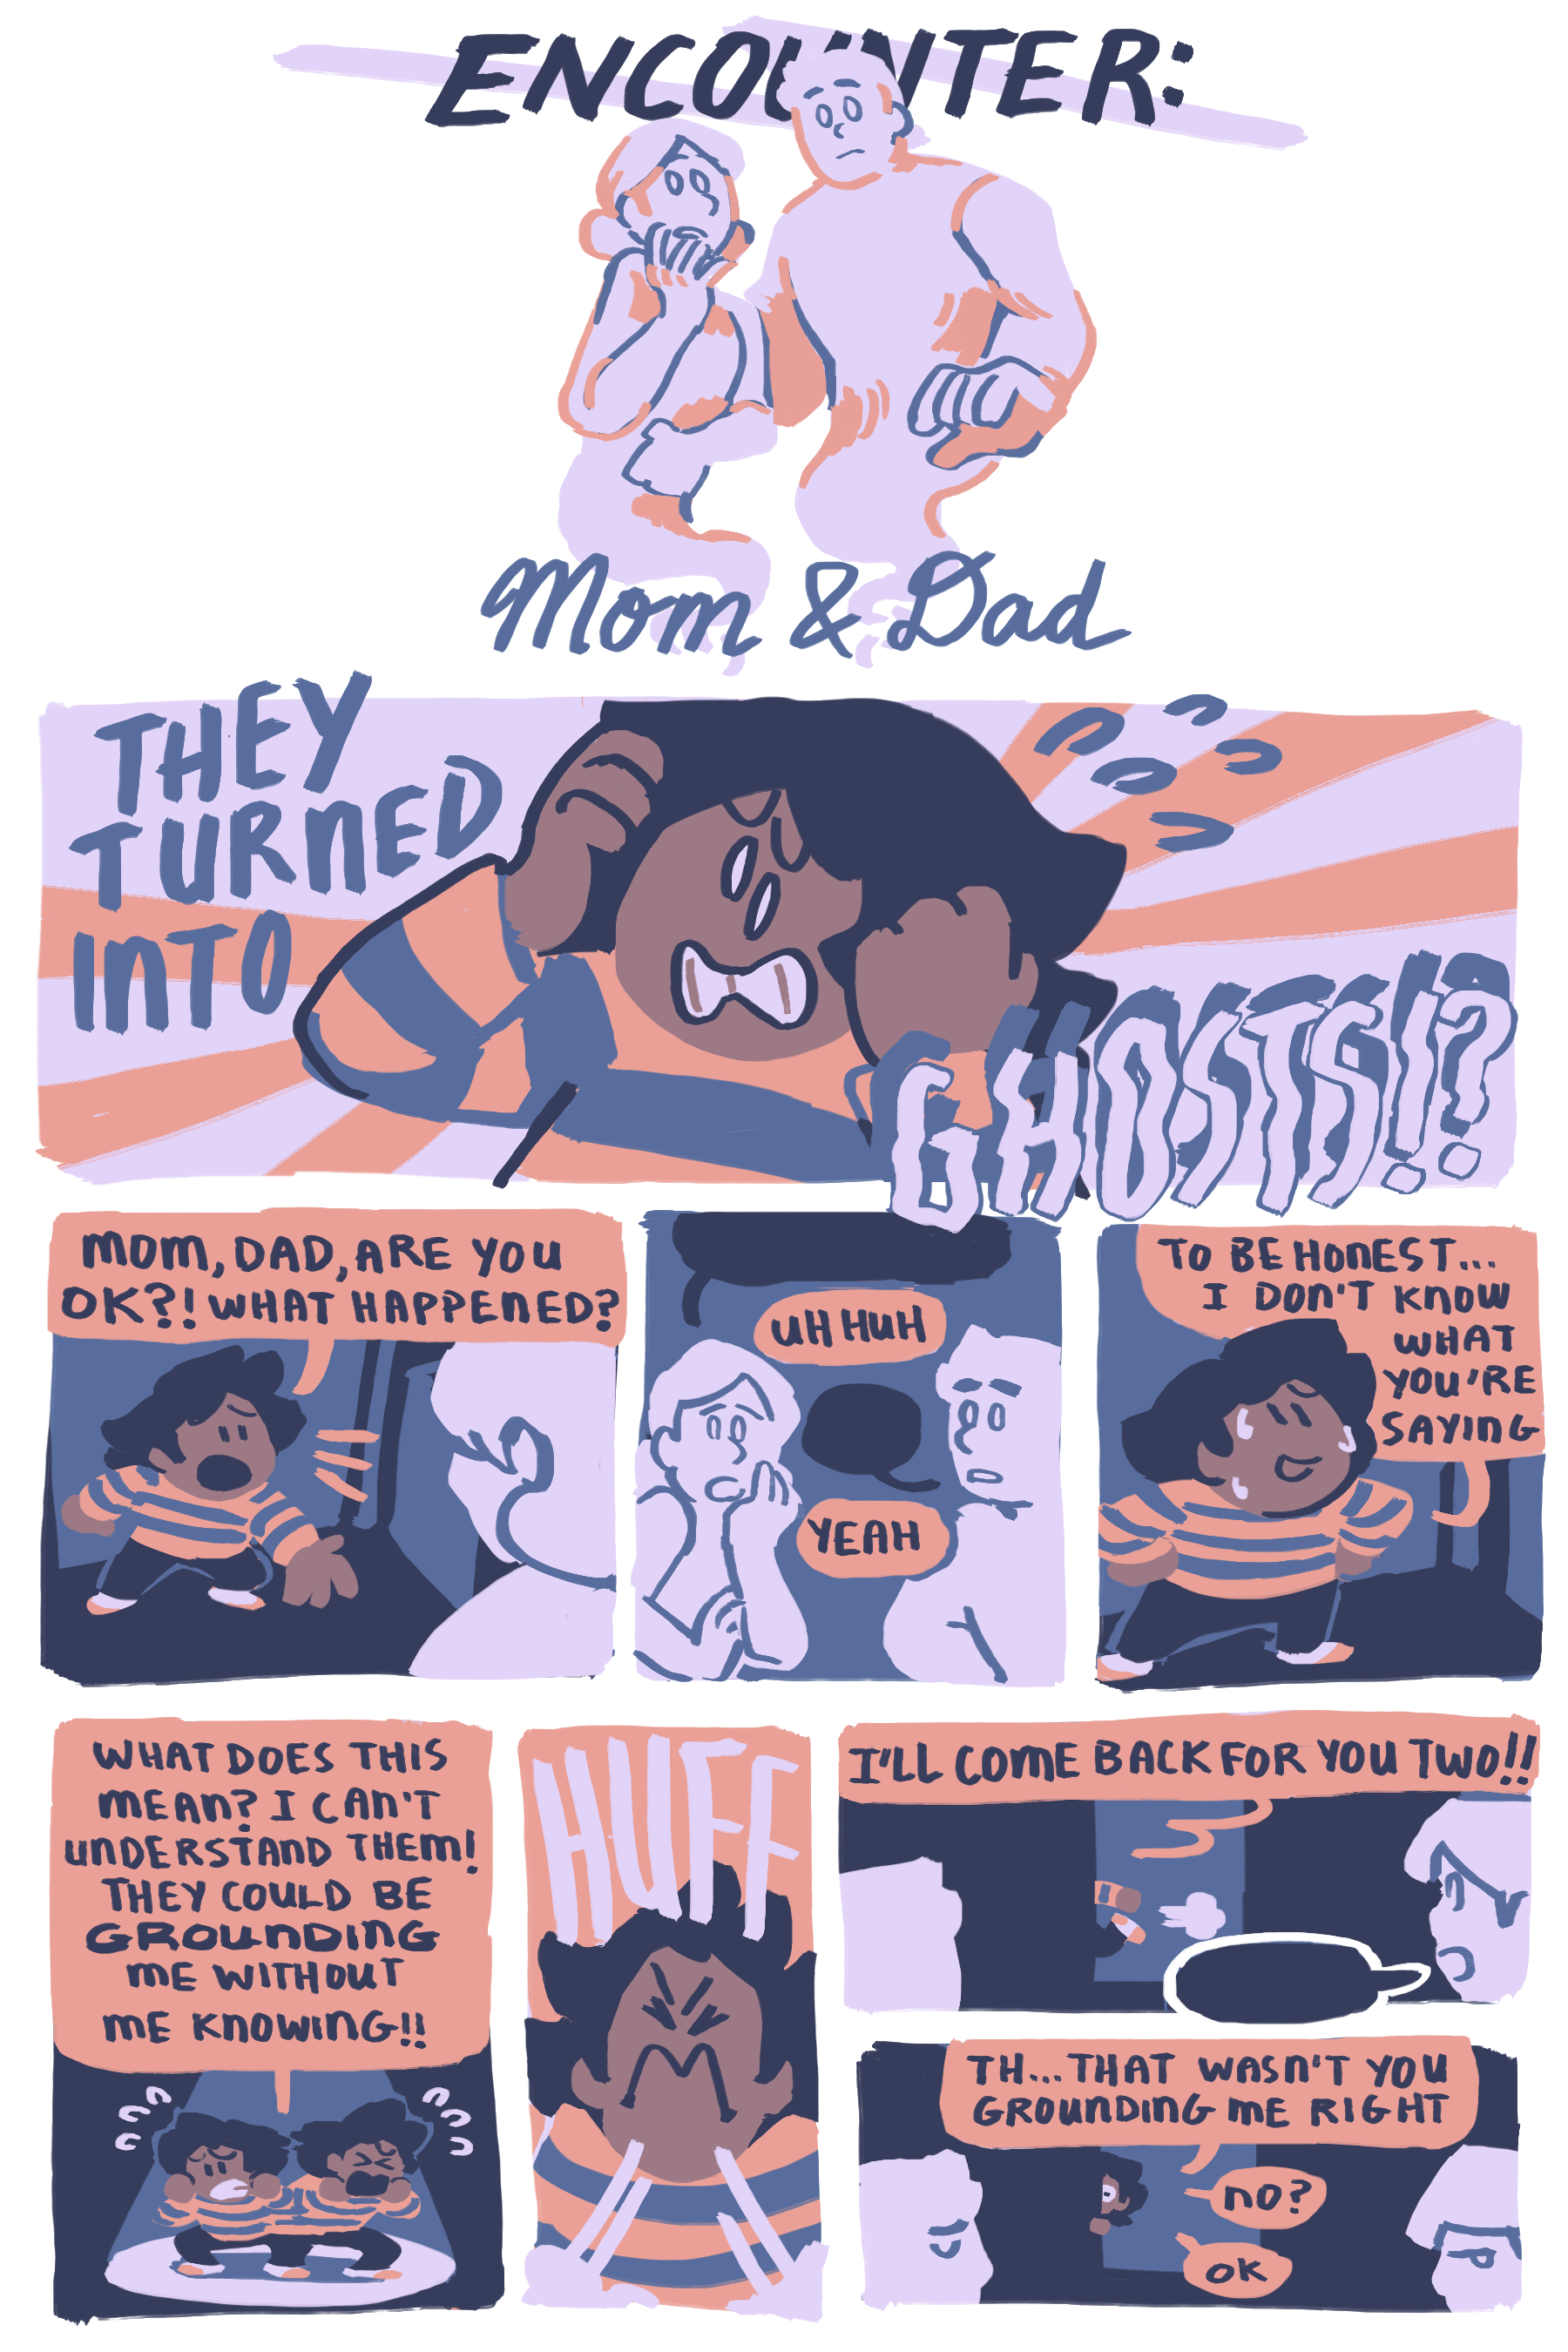 ENCOUNTER:
Mom & Dad
THEY
TURNED
INTO
GHOSTS!?
MOM, DAD, ARE YOU
OK?! WHAT HAPPENED?
UH HUH
YEAH
TO BE HONEST...
I DON'T KNOW
WHAT
YOU'RE
SAYING
WHAT DOES THIS
MEAN? I CAN'T
UNDERSTAND THEM!
THEY COULD BE
GROUNDING
ME WITHOUT
ME KNOWING!!
HUFF
I'LL COME BACK FOR YOU TWO!!
TH...THAT WASN'T YOU
GROUNDING ME RIGHT
NO?
OK